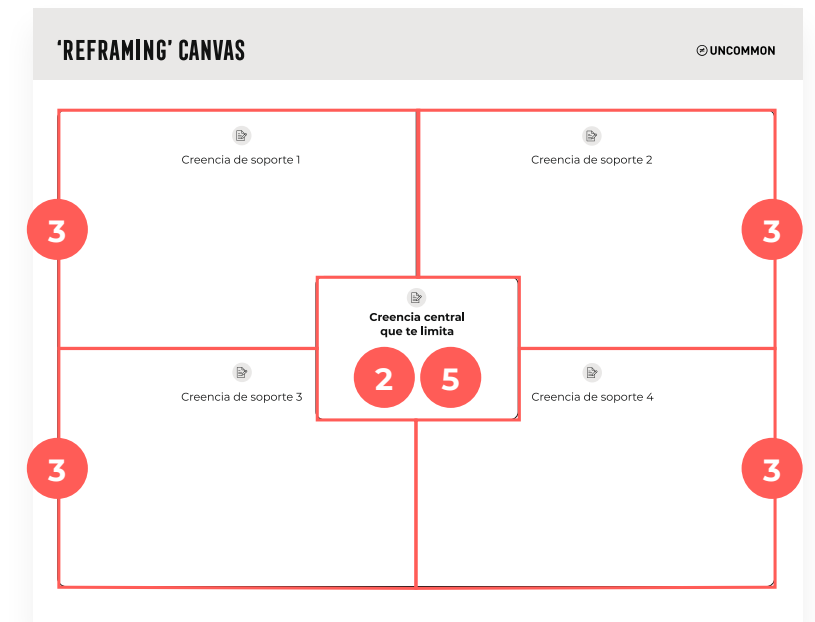 ‘REFRAMING’ CANVAS
UNCOMMON
Creencia de soporte 1
Creencia de soporte 2
3
3
Creencia central
que te limita
2 5
Creencia de soporte 3
Creencia de soporte 4
3
3